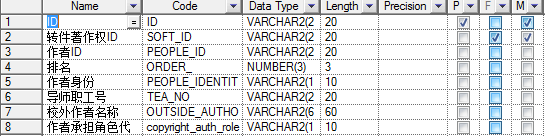 Name Code Data Type Length Precision P F M
1 ID = ID VARCHAR2(2 20
2 转件著作权ID SOFT_ID VARCHAR2(2 20
3 作者ID PEOPLE_ID VARCHAR2(2 20
4 排名 ORDER_ NUMBER(3) 3
5 作者身份 PEOPLE_IDENTIT VARCHAR2(1 10
6 导师职工号 TEA_NO VARCHAR2(2 20
7 校外作者名称 OUTSIDE_AUTHO VARCHAR2(6 60
8 作者承担角色代 copyright_auth_role VARCHAR2(1 10